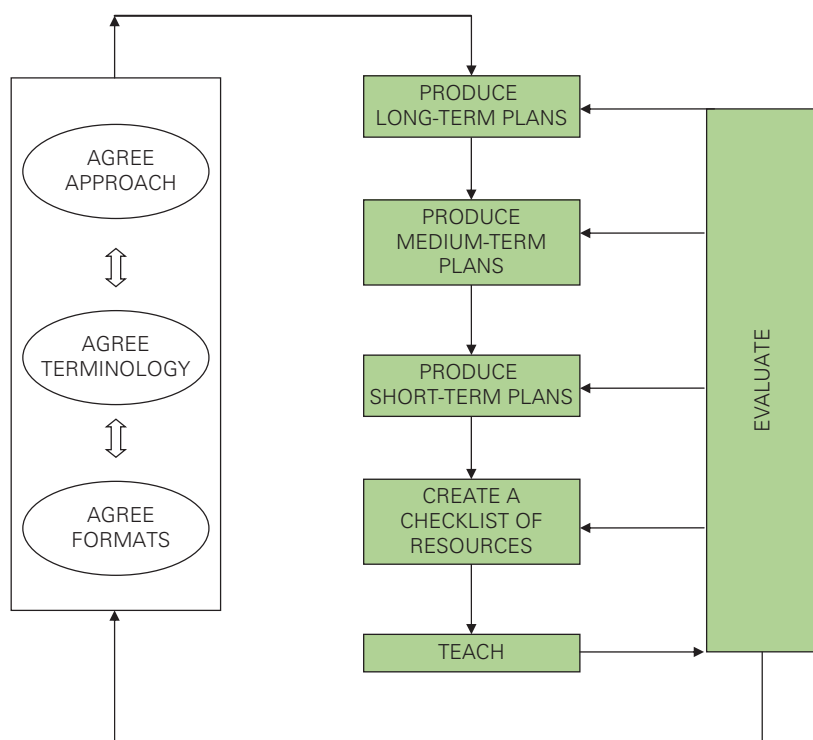 AGREE
APPROACH
AGREE
TERMINOLOGY
AGREE
FORMATS
PRODUCE
LONG-TERM PLANS
PRODUCE
MEDIUM-TERM
PLANS
PRODUCE
SHORT-TERM PLANS
CREATE A
CHECKLIST OF
RESOURCES
TEACH
EVALUATE